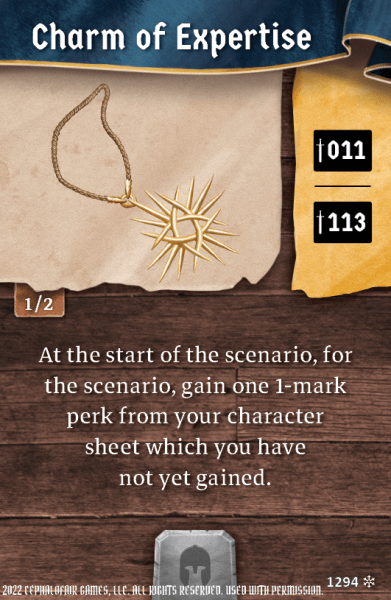 Charm of Expertise
011
113
1/2
At the start of the scenario, for
the scenario, gain one 1-mark
perk from your character
sheet which you have
not yet gained.
1294
2022 CEPHALOFAIR GAMES, LLC. ALL RIGHTS RESERVED. USED WITH PERMISSION.